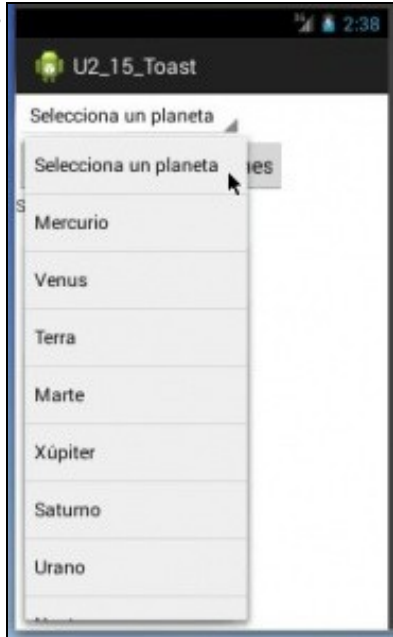 2:38
U2_15_Toast
Selecciona un planeta
Selecciona un planeta
Mercurio
Venus
Terra
Marte
Xúpiter
Saturno
Urano